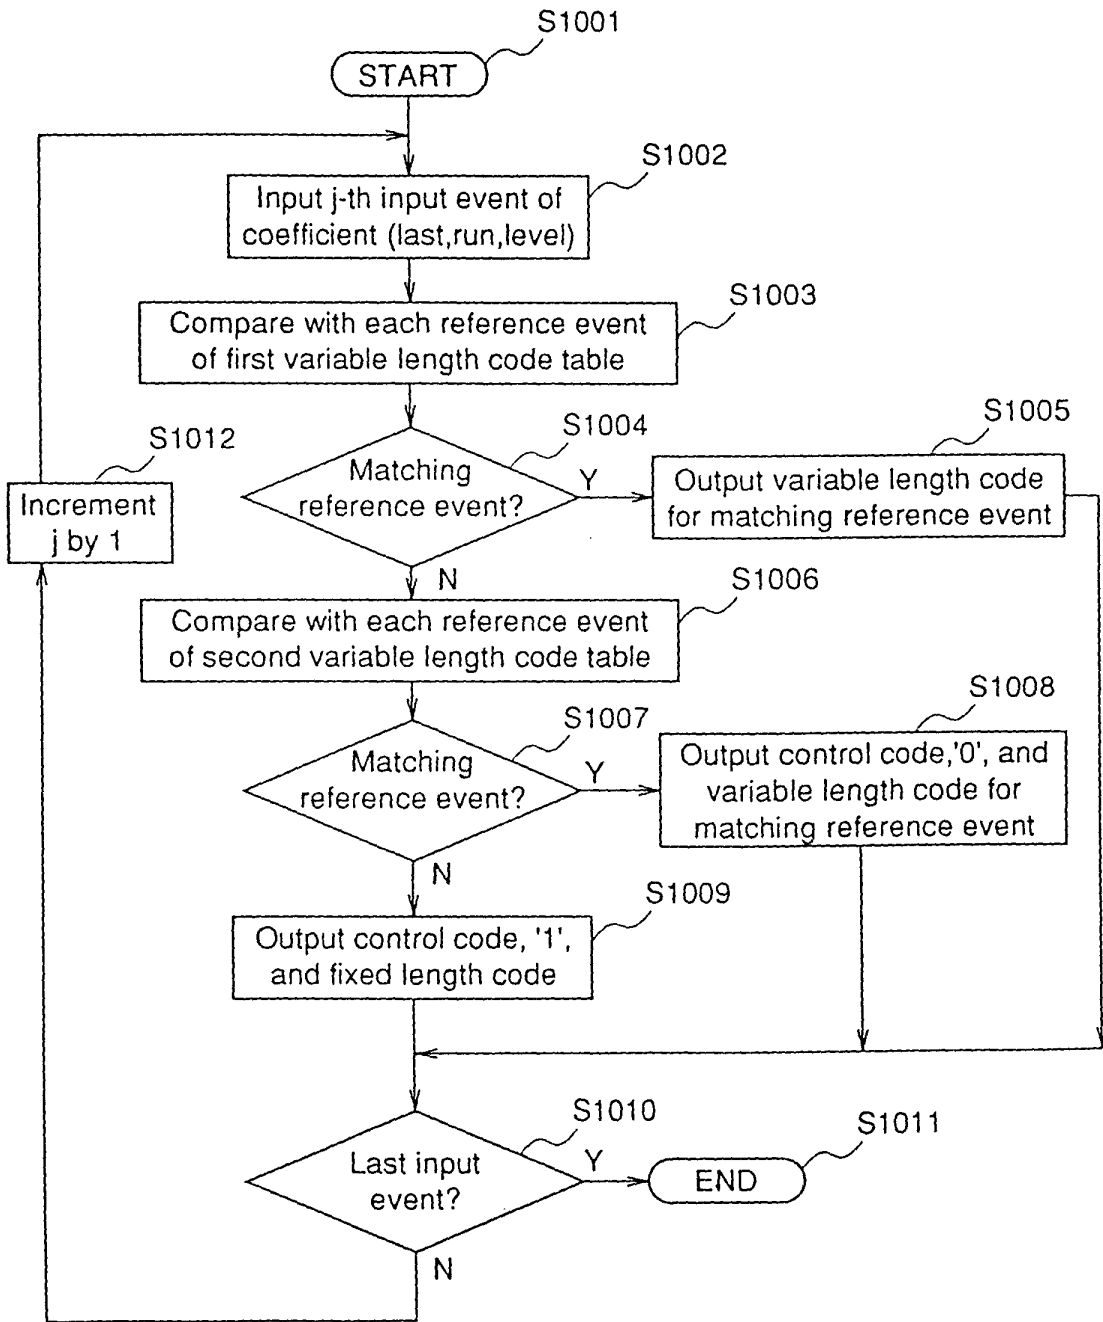 S1001
START
S1002
Input j-th input event of
coefficient (last,run,level)
S1003
Compare with each reference event
of first variable length code table
S1004
Matching
reference event?
Y
N
S1005
Output variable length code
for matching reference event
S1012
Increment
j by 1
S1006
Compare with each reference event
of second variable length code table
S1007
Matching
reference event?
Y
N
S1008
Output control code,'0', and
variable length code for
matching reference event
S1009
Output control code, '1',
and fixed length code
S1010
Last input
event?
Y
N
S1011
END